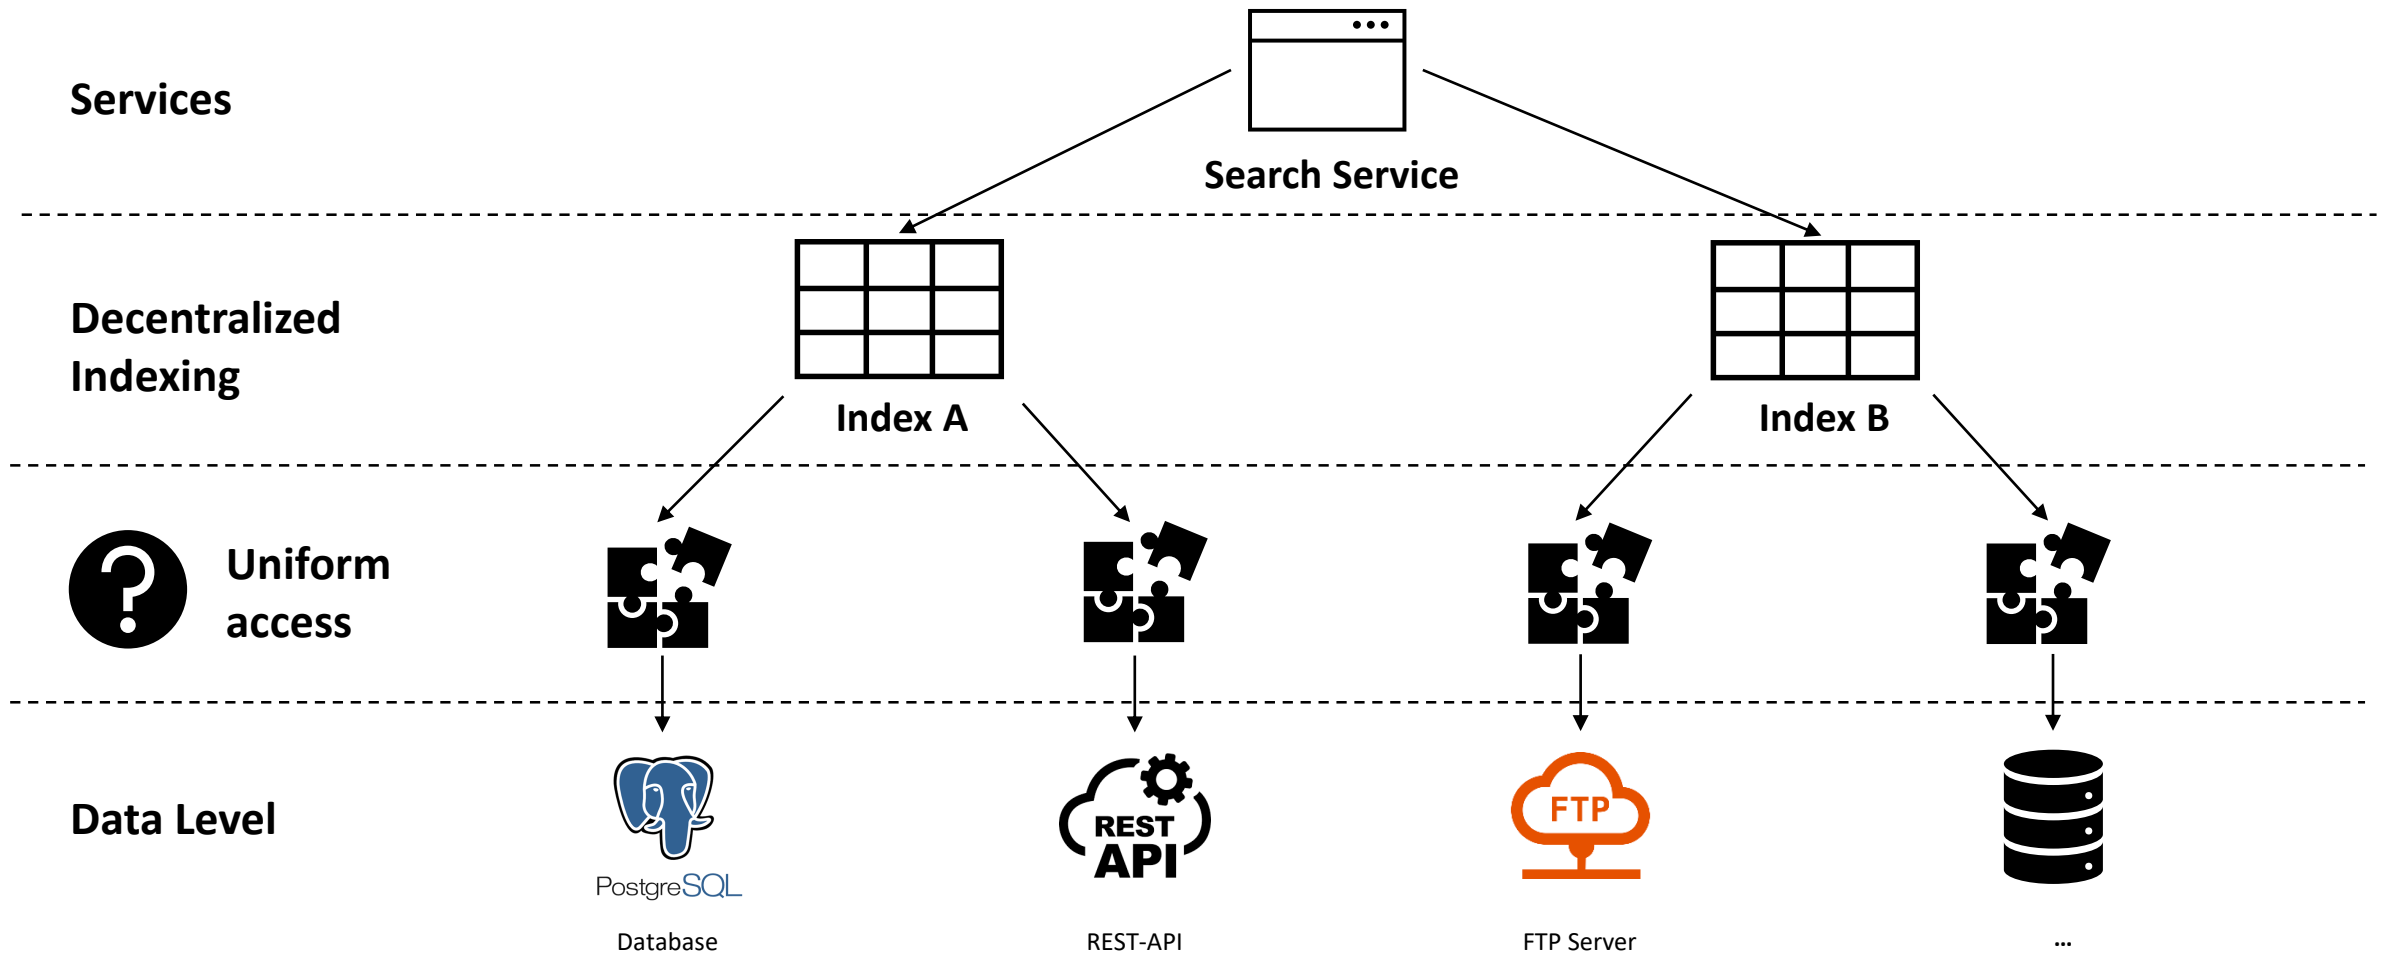 Services
Search Service
Decentralized
Indexing
Index A
Index B
Uniform
access
Data Level
PostgreSQL
REST
API
FTP
Database
REST-API
FTP Server
...